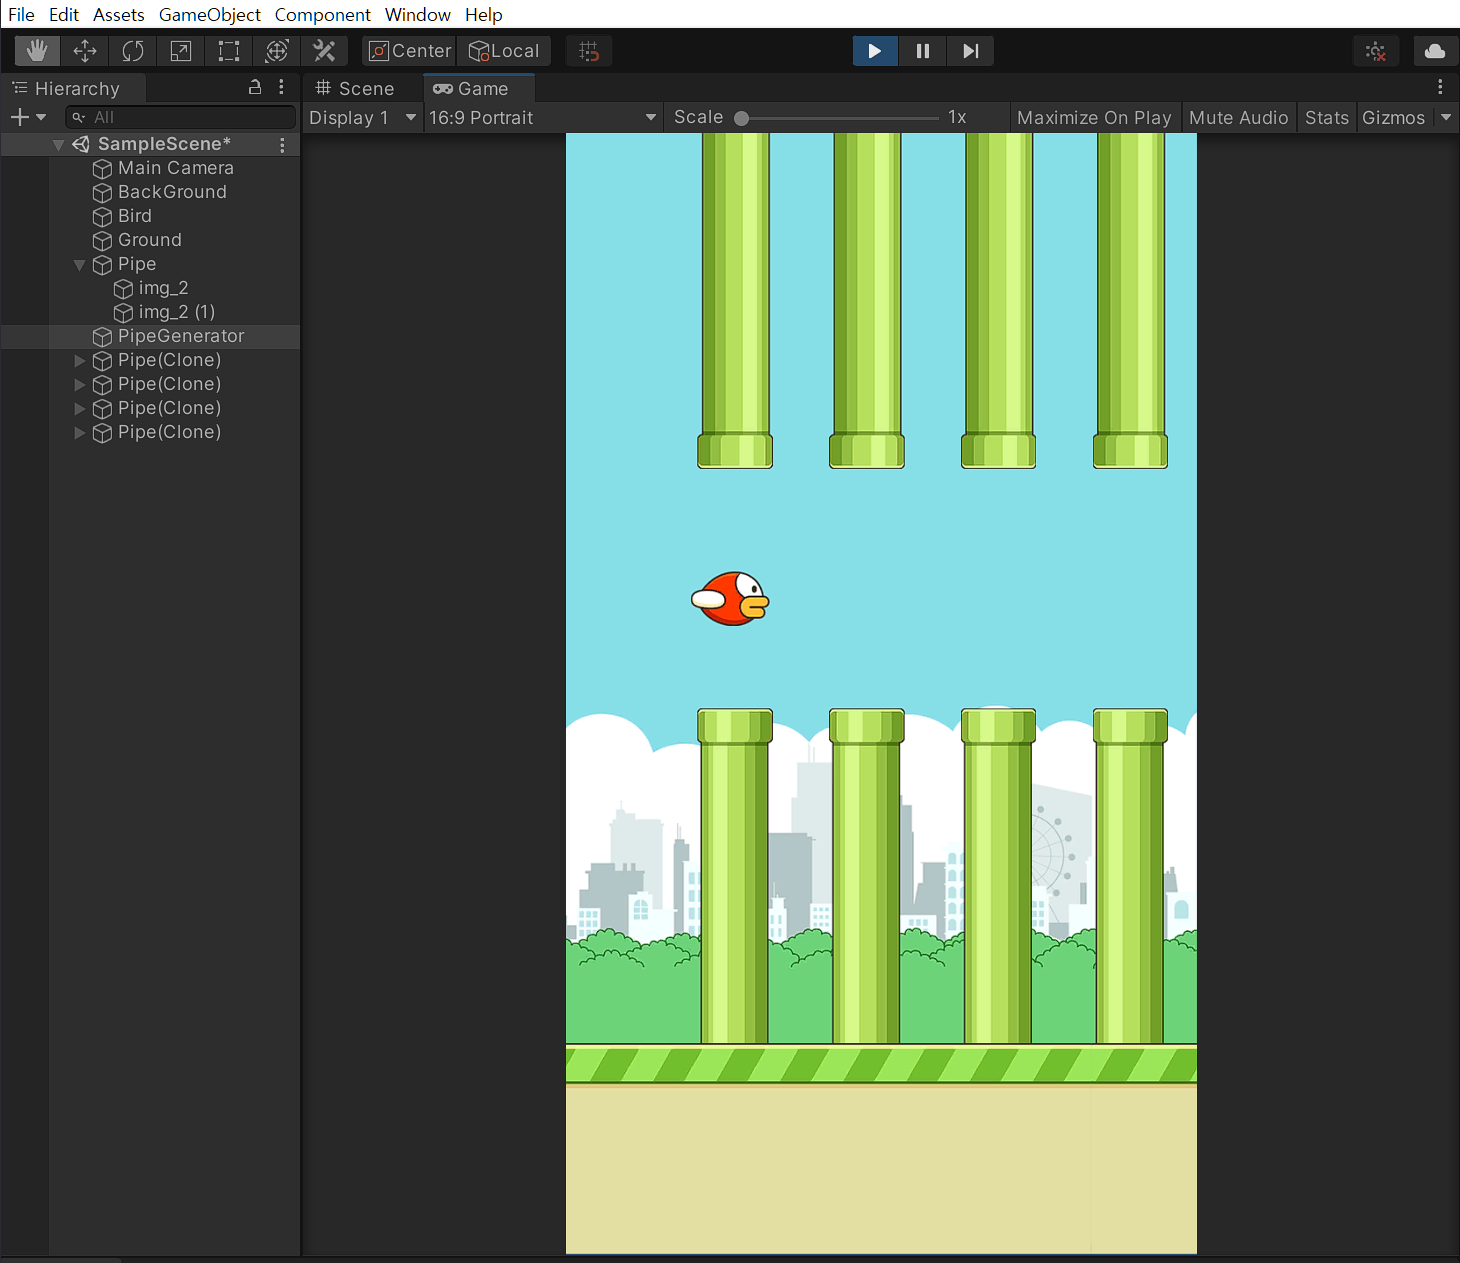 File Edit Assets GameObject Component Window Help
Center Local
Hierarchy
Scene Game
All
Display 1 16:9 Portrait Scale 1x Maximize On Play Mute Audio Stats Gizmos
SampleScene*
Main Camera
BackGround
Bird
Ground
Pipe
img_2
img_2 (1)
PipeGenerator
Pipe(Clone)
Pipe(Clone)
Pipe(Clone)
Pipe(Clone)